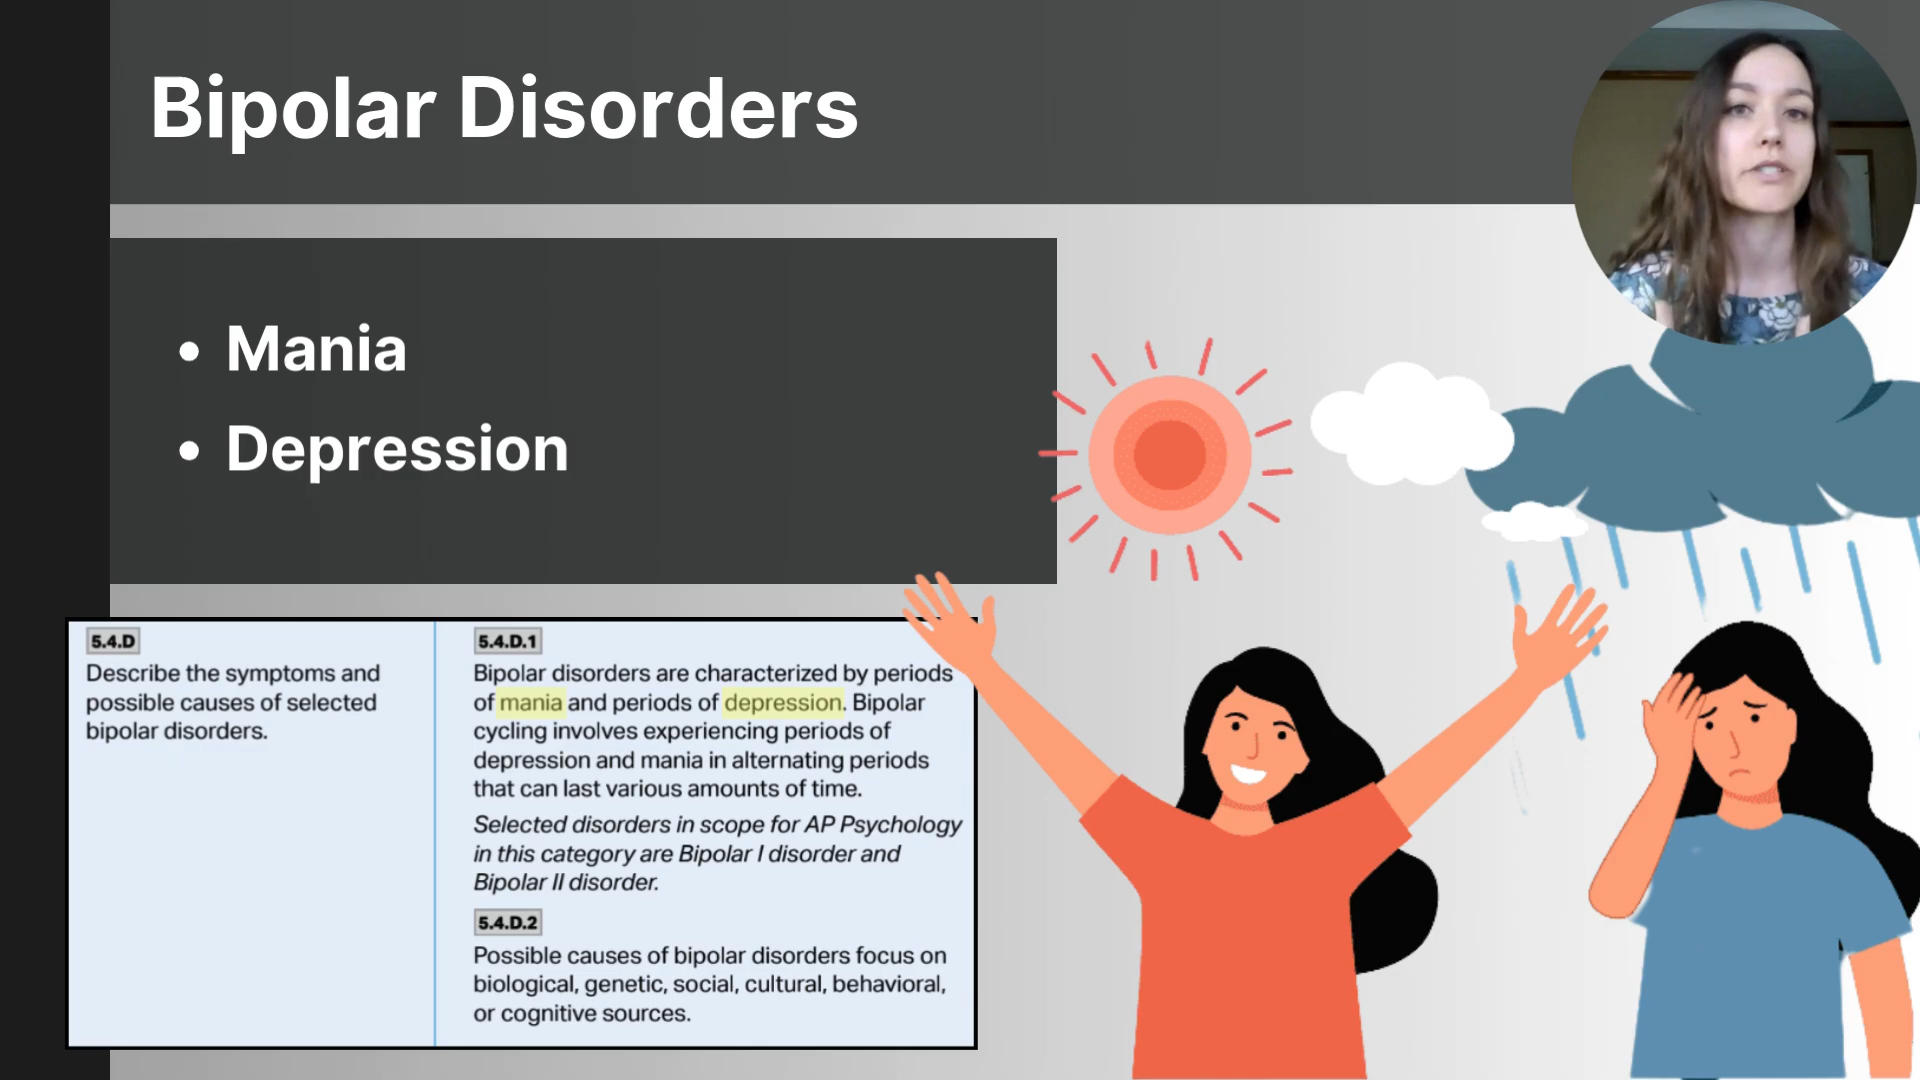 Bipolar Disorders
• Mania
• Depression
5.4.D
Describe the symptoms and
possible causes of selected
bipolar disorders.
5.4.D.1
Bipolar disorders are characterized by periods
of mania and periods of depression. Bipolar
cycling involves experiencing periods of
depression and mania in alternating periods
that can last various amounts of time.
Selected disorders in scope for AP Psychology
in this category are Bipolar I disorder and
Bipolar II disorder.
5.4.D.2
Possible causes of bipolar disorders focus on
biological, genetic, social, cultural, behavioral,
or cognitive sources.